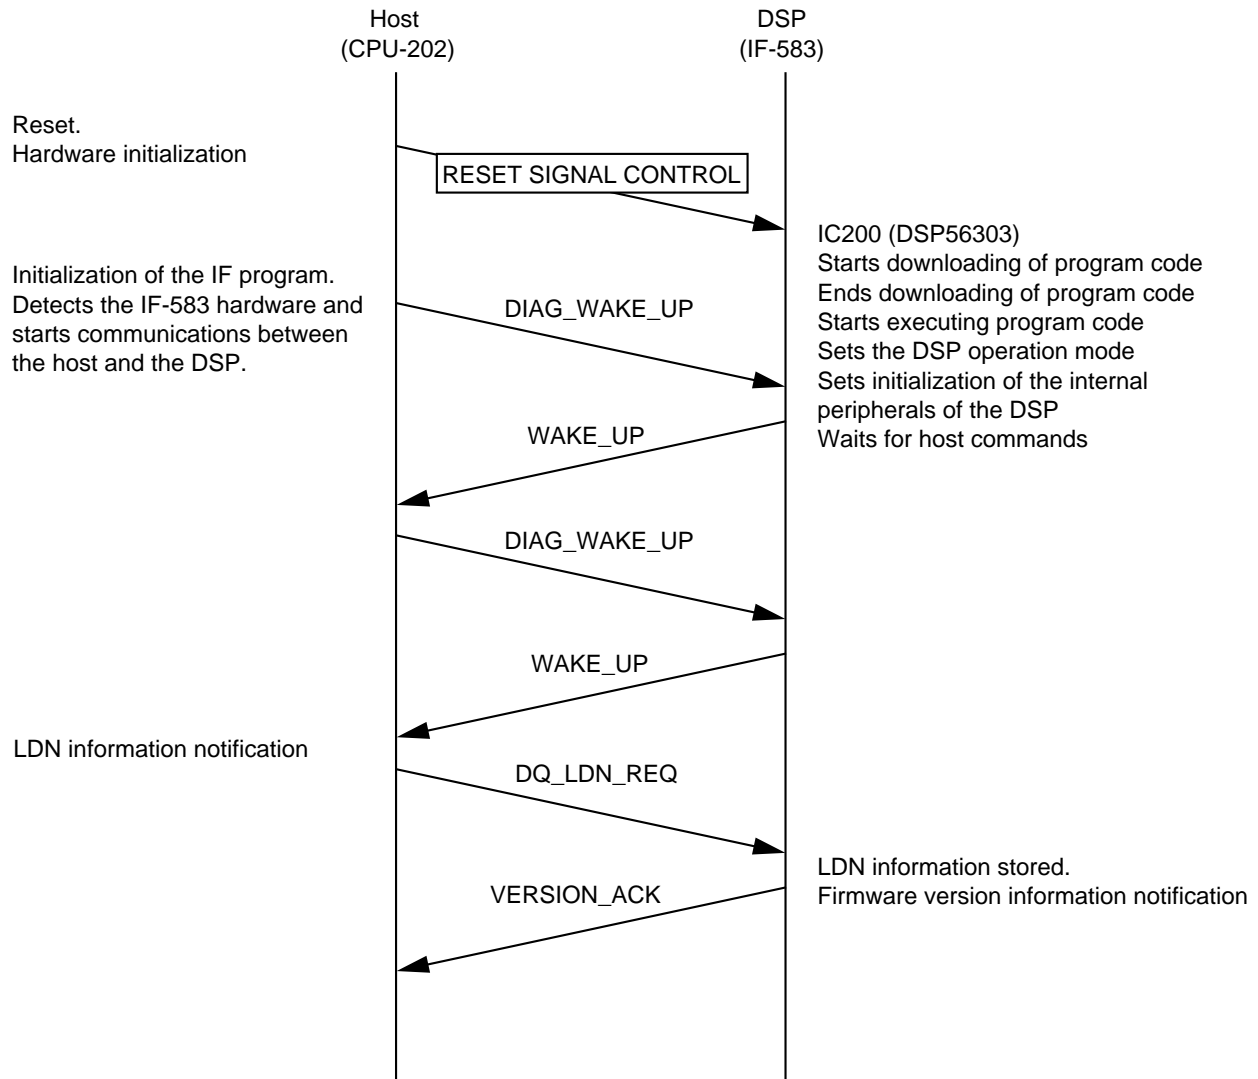 Host
(CPU-202)
DSP
(IF-583)
Reset.
Hardware initialization
RESET SIGNAL CONTROL
IC200 (DSP56303)
Starts downloading of program code
Ends downloading of program code
Starts executing program code
Sets the DSP operation mode
Sets initialization of the internal
peripherals of the DSP
Waits for host commands
Initialization of the IF program.
Detects the IF-583 hardware and
starts communications between
the host and the DSP.
DIAG_WAKE_UP
WAKE_UP
DIAG_WAKE_UP
WAKE_UP
LDN information notification
DQ_LDN_REQ
LDN information stored.
Firmware version information notification
VERSION_ACK